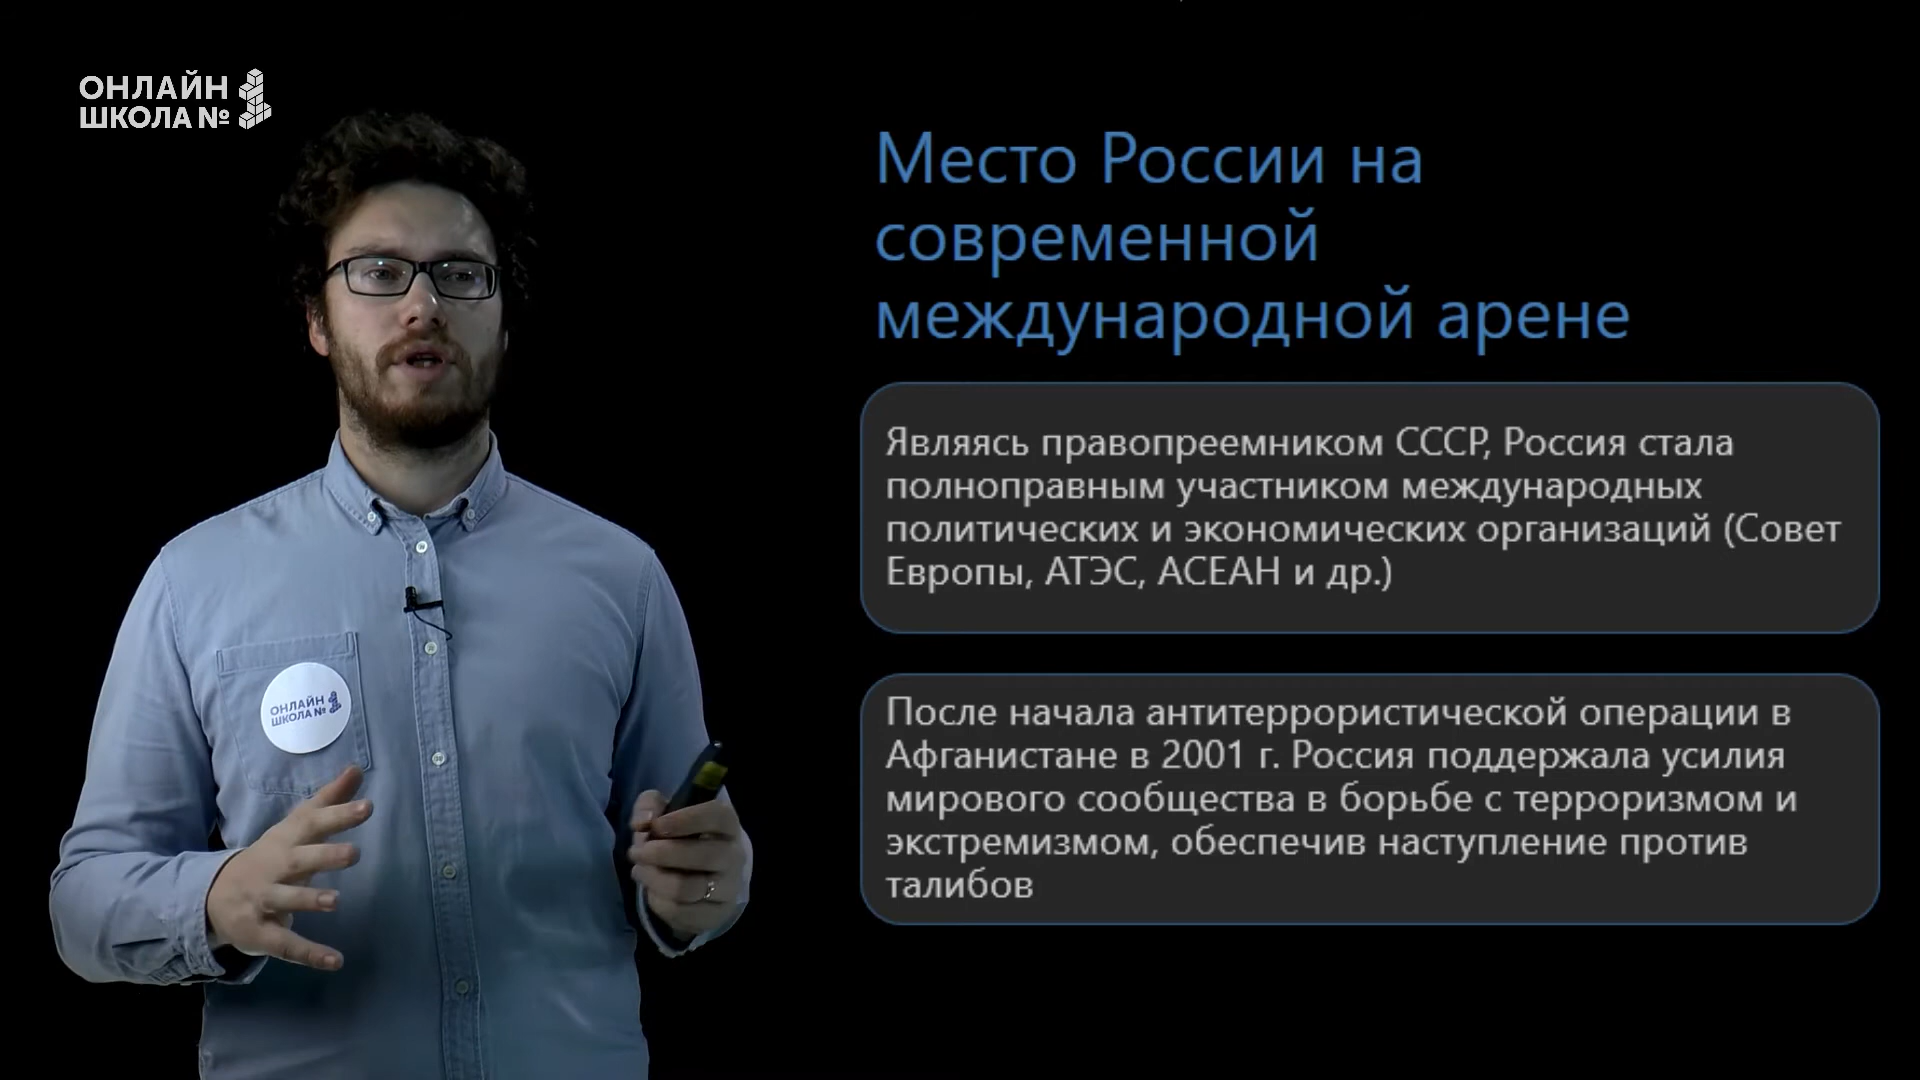 ОНЛАЙН
ШКОЛА № 1
Место России на
современной
международной арене
Являясь правопреемником СССР, Россия стала
полноправным участником международных
политических и экономических организаций (Совет
Европы, АТЭС, АСЕАН и др.)
После начала антитеррористической операции в
Афганистане в 2001 г. Россия поддержала усилия
мирового сообщества в борьбе с терроризмом и
экстремизмом, обеспечив наступление против
талибов
ОНЛАЙН
ШКОЛА № 1